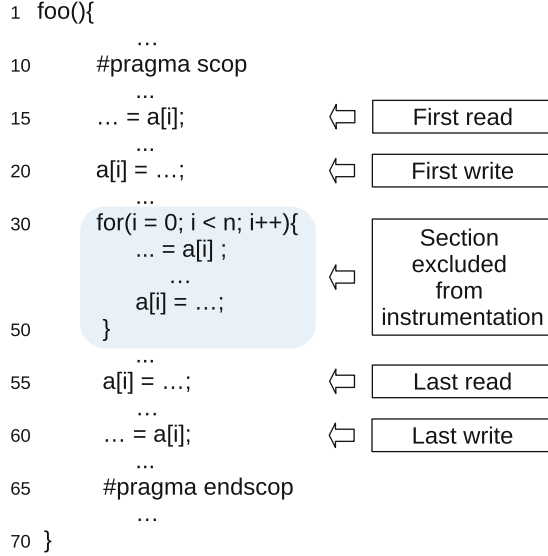 1 foo(){
…
10 #pragma scop
...
15 … = a[i]; First read
...
20 a[i] = …; First write
...
30 for(i = 0; i < n; i++){
... = a[i] ;
…
a[i] = …;
50 }
Section
excluded
from
instrumentation
...
55 a[i] = …; Last read
…
60 … = a[i]; Last write
...
65 #pragma endscop
…
70 }